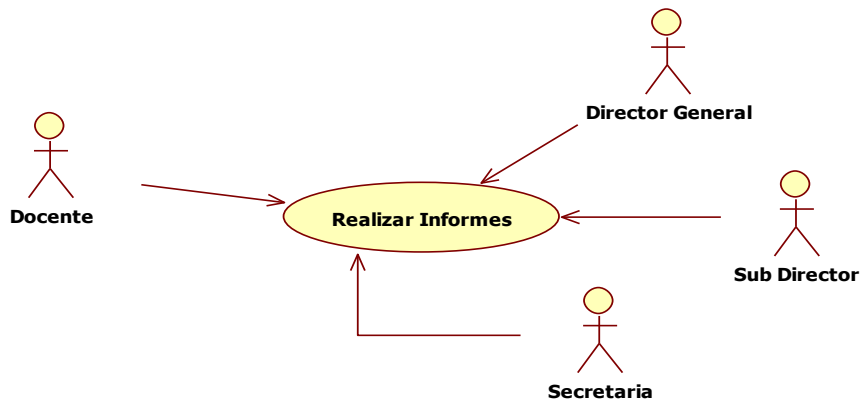 Director General
Docente
Realizar Informes
Sub Director
Secretaria